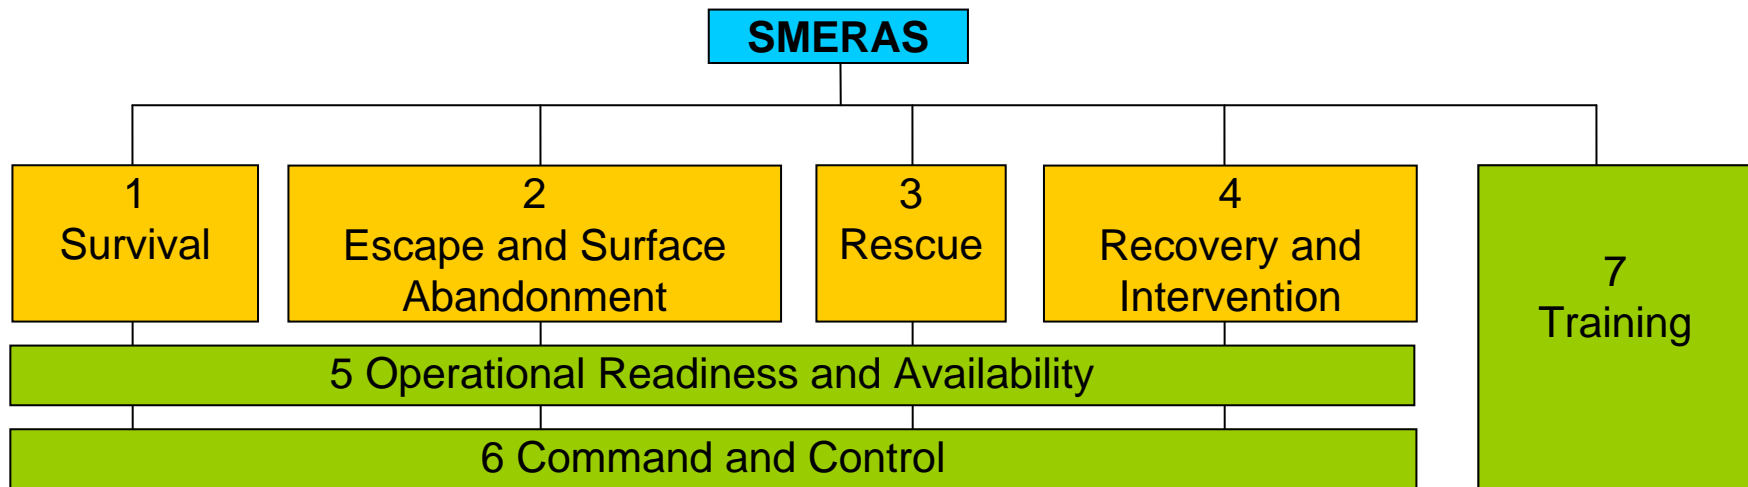 SMERAS
1
Survival
2
Escape and Surface
Abandonment
3
Rescue
4
Recovery and
Intervention
7
Training
5 Operational Readiness and Availability
6 Command and Control